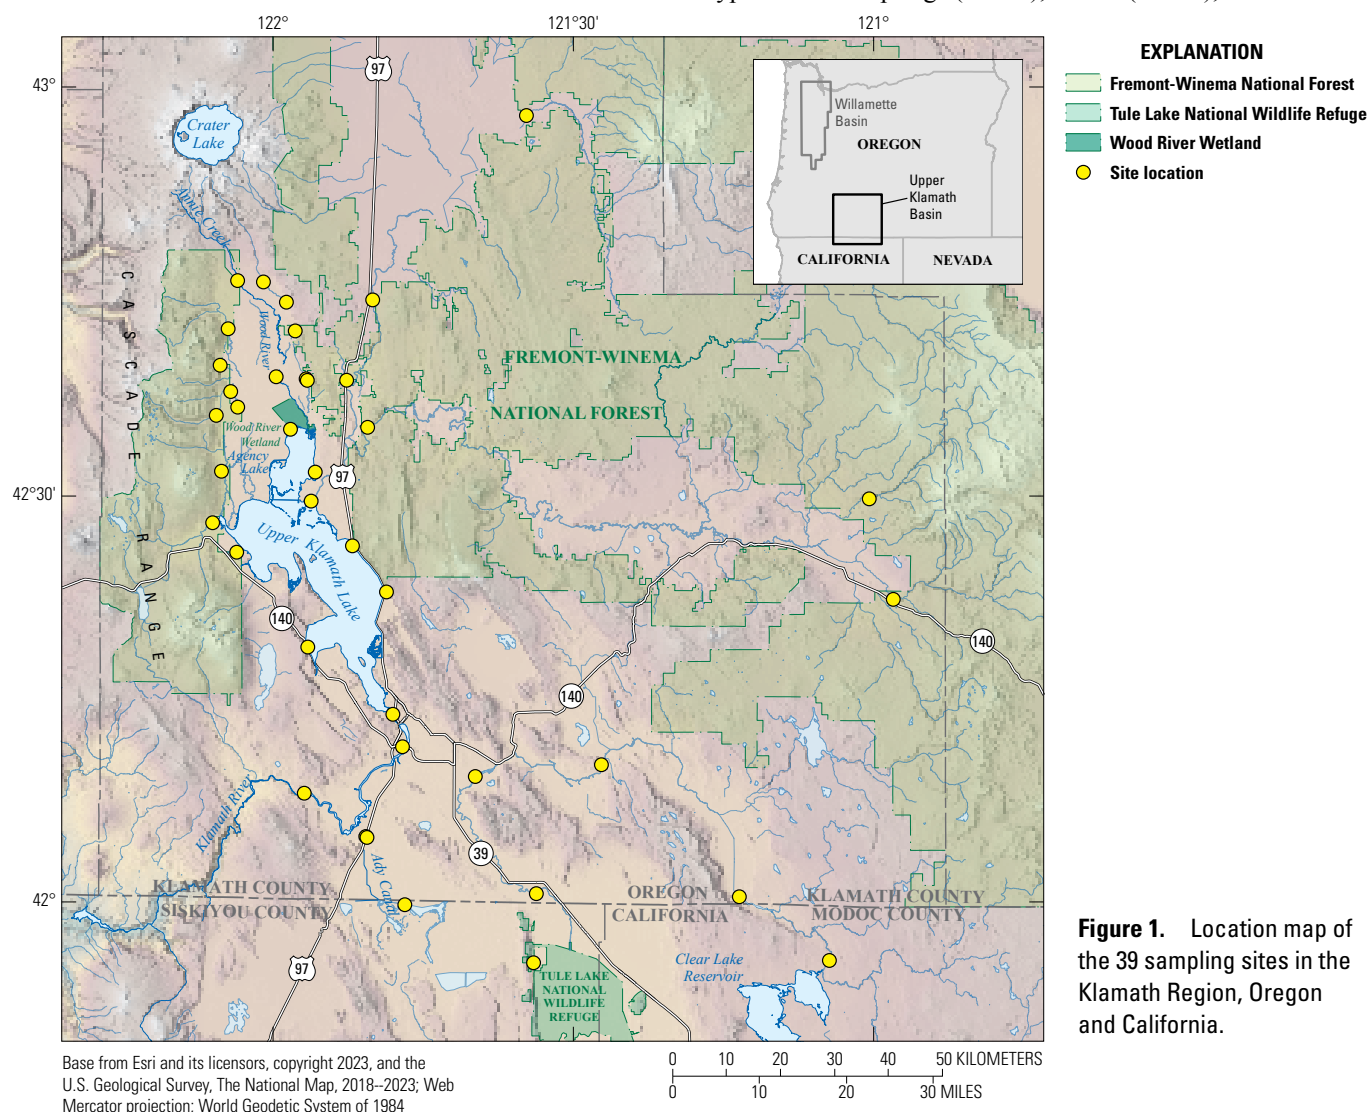 122°
121°30'
121°
43°
42°30'
42°
97
Crater
Lake
Annie Creek
Wood River
CASCADE RANGE
FREMONT-WINEMA
NATIONAL FOREST
Wood River
Wetland
Agency
Lake
97
Upper Klamath Lake
140
140
140
Klamath River
Ady Canal
39
KLAMATH COUNTY
SISKIYOU COUNTY
OREGON
CALIFORNIA
KLAMATH COUNTY
MODOC COUNTY
97
TULE LAKE
NATIONAL
WILDLIFE
REFUGE
Clear Lake
Reservoir
Willamette
Basin
OREGON
Upper
Klamath
Basin
CALIFORNIA
NEVADA
EXPLANATION
Fremont-Winema National Forest
Tule Lake National Wildlife Refuge
Wood River Wetland
Site location
Figure 1. Location map of
the 39 sampling sites in the
Klamath Region, Oregon
and California.
Base from Esri and its licensors, copyright 2023, and the
U.S. Geological Survey, The National Map, 2018--2023; Web
Mercator projection; World Geodetic System of 1984
0 10 20 30 40 50 KILOMETERS
0 10 20 30 MILES